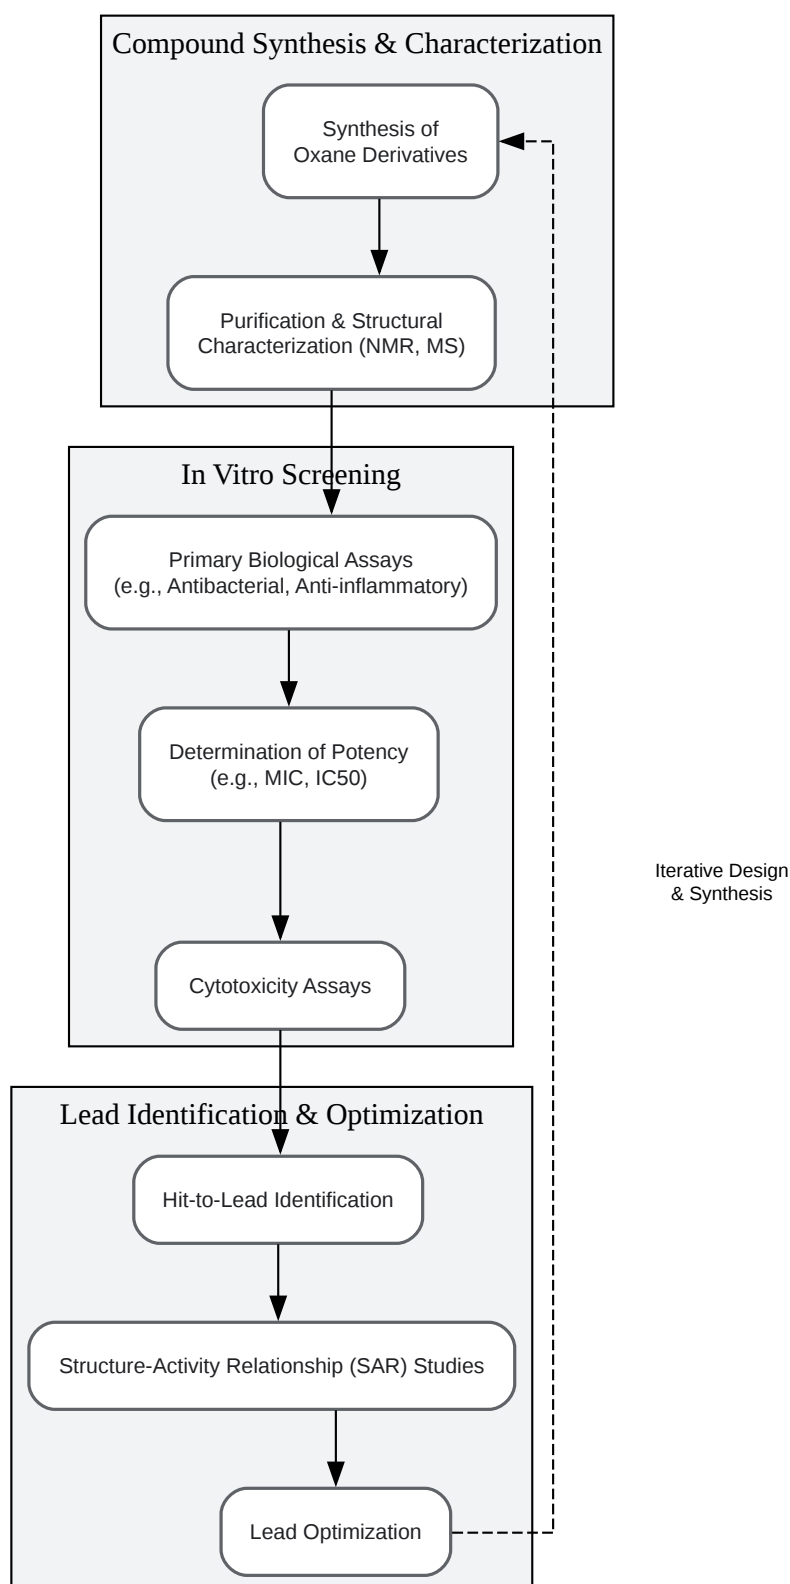 Compound Synthesis & Characterization
Synthesis of
Oxane Derivatives
Purification & Structural
Characterization (NMR, MS)
In Vitro Screening
Primary Biological Assays
(e.g., Antibacterial, Anti-inflammatory)
Determination of Potency
(e.g., MIC, IC50)
Iterative Design
& Synthesis
Cytotoxicity Assays
Lead Identification & Optimization
Hit-to-Lead Identification
Structure-Activity Relationship (SAR) Studies
Lead Optimization